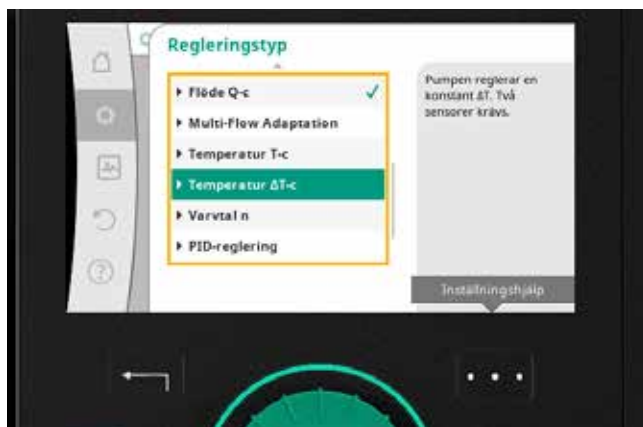 Regleringstyp
Flöde Q-c
Multi-Flow Adaptation
Temperatur T-c
Temperatur ΔT-c
Varvtal n
PID-reglering
Pumpen reglerar en
konstant ΔT. Två
sensorer krävs.
Inställningshjälp